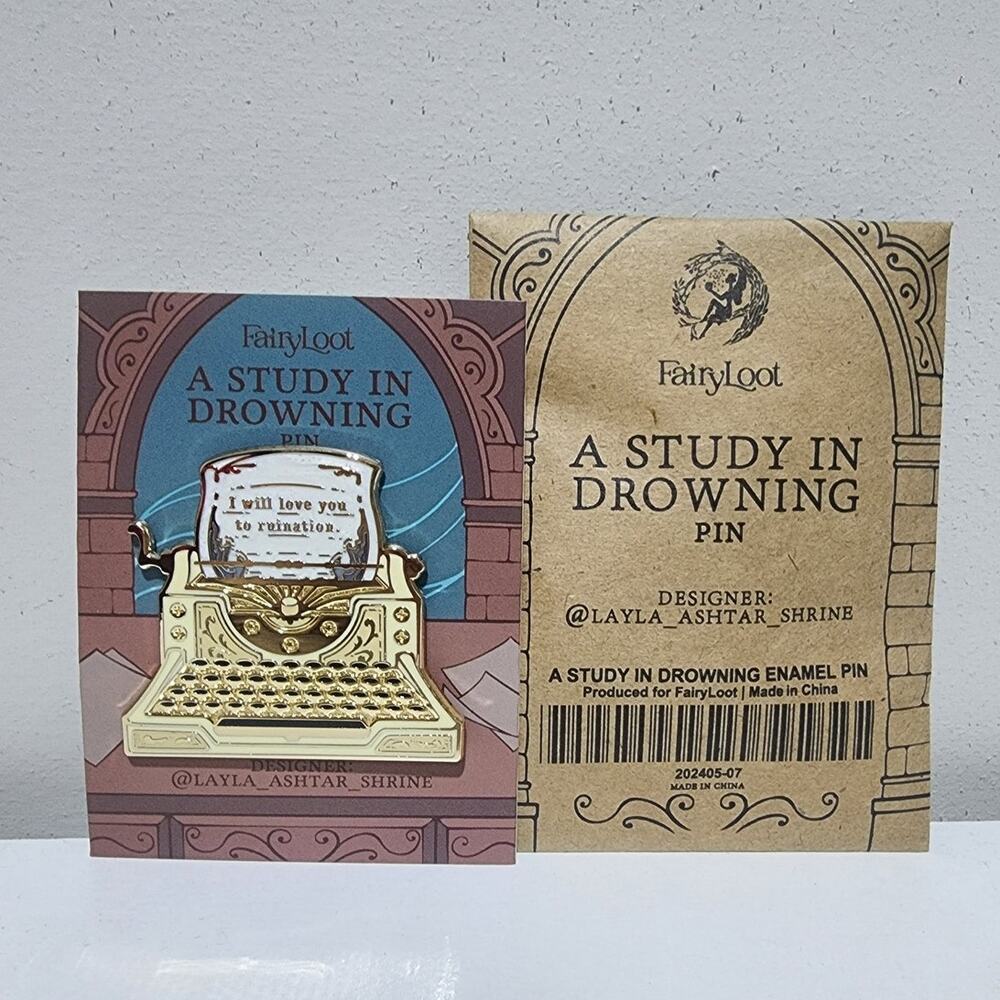 FairyLoot
A STUDY IN
DROWNING
PIN
I will love you
to ruination.
DESIGNER:
@LAYLA_ASHTAR_SHRINE
FairyLoot
A STUDY IN
DROWNING
PIN
DESIGNER:
@LAYLA_ASHTAR_SHRINE
A STUDY IN DROWNING ENAMEL PIN
Produced for FairyLoot | Made in China
202405-07
MADE IN CHINA